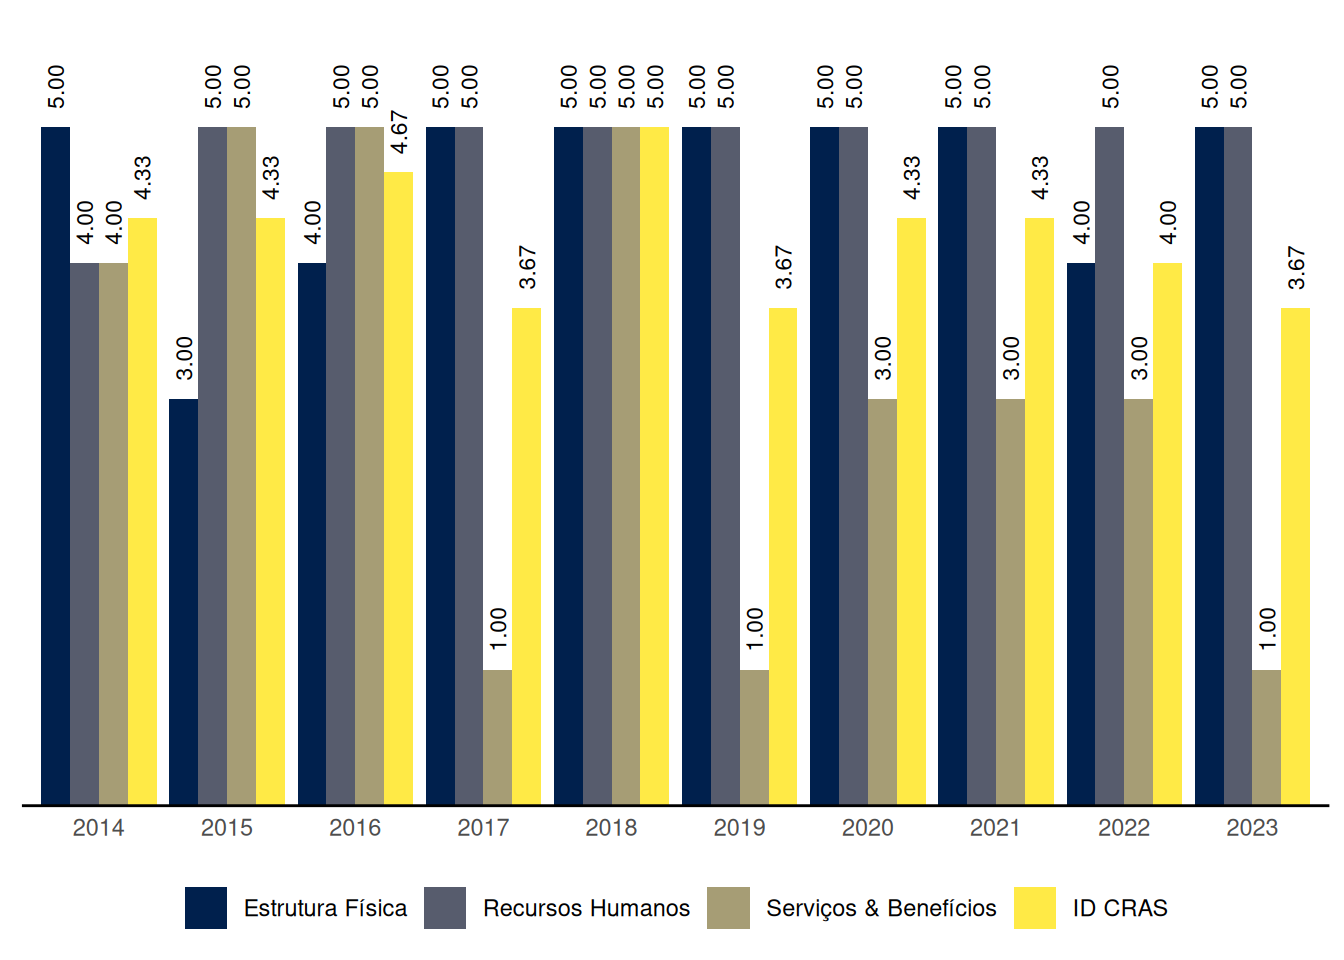 5.00 4.00 4.00 4.33
3.00 5.00 5.00 4.33
4.00 5.00 5.00 4.67
5.00 5.00 1.00 3.67
5.00 5.00 5.00 5.00
5.00 5.00 1.00 3.67
5.00 5.00 3.00 4.33
5.00 5.00 3.00 4.33
4.00 5.00 3.00 4.00
5.00 5.00 1.00 3.67
2014 2015 2016 2017 2018 2019 2020 2021 2022 2023
Estrutura Física Recursos Humanos Serviços & Benefícios ID CRAS